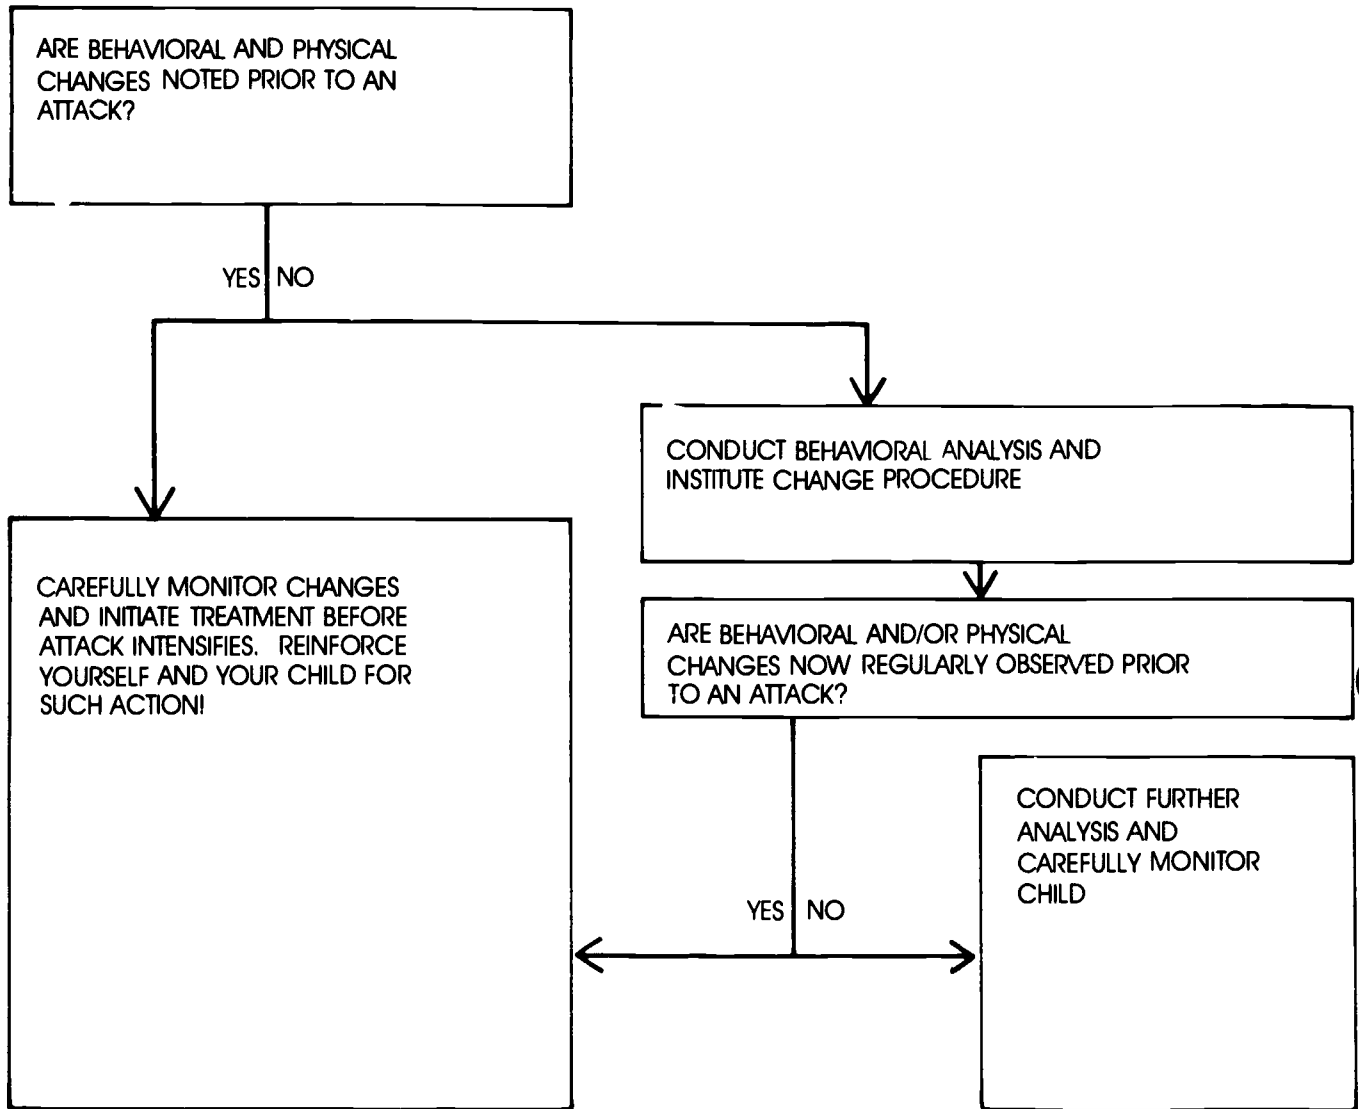 ARE BEHAVIORAL AND PHYSICAL
CHANGES NOTED PRIOR TO AN
ATTACK?
YES NO
CONDUCT BEHAVIORAL ANALYSIS AND
INSTITUTE CHANGE PROCEDURE
CAREFULLY MONITOR CHANGES
AND INITIATE TREATMENT BEFORE
ATTACK INTENSIFIES. REINFORCE
YOURSELF AND YOUR CHILD FOR
SUCH ACTION!
ARE BEHAVIORAL AND/OR PHYSICAL
CHANGES NOW REGULARLY OBSERVED PRIOR
TO AN ATTACK?
YES NO
CONDUCT FURTHER
ANALYSIS AND
CAREFULLY MONITOR
CHILD